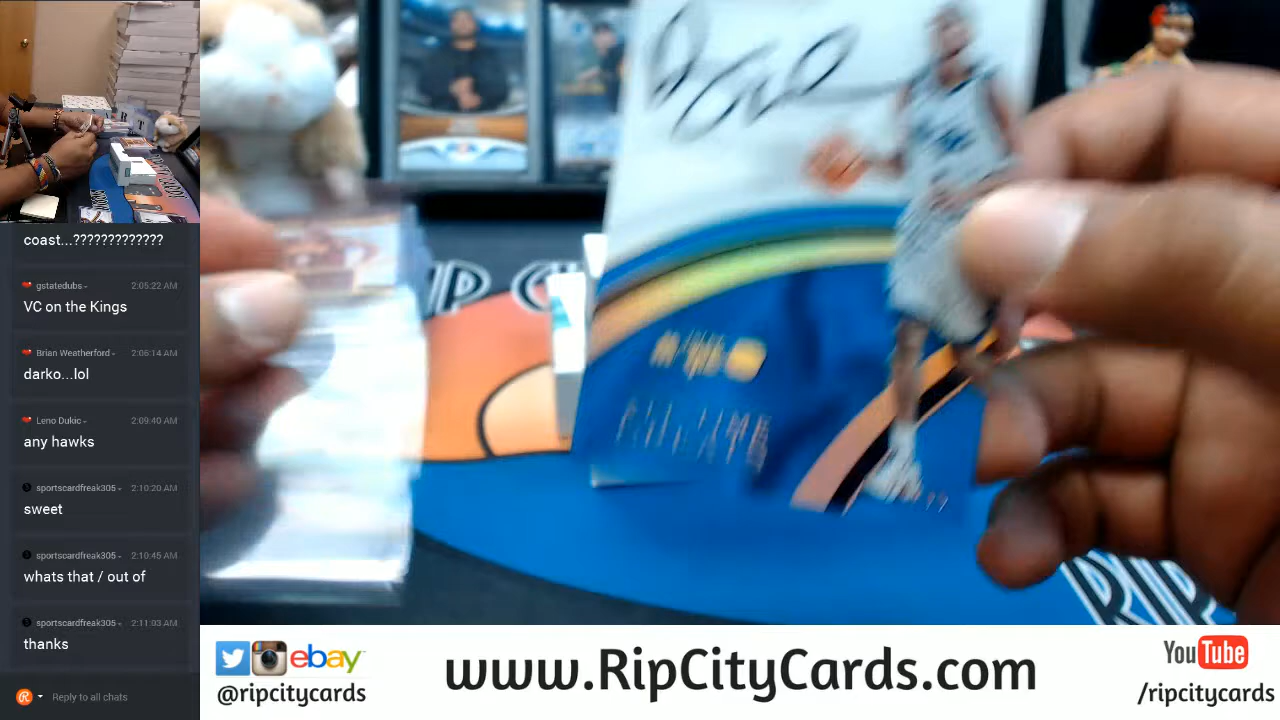 coast...?????????????
gstatedubs 2:05:22 AM
VC on the Kings
Brian Weatherford 2:06:14 AM
darko...lol
Leno Dukic 2:09:40 AM
any hawks
sportscardfreak305 2:10:20 AM
sweet
sportscardfreak305 2:10:45 AM
whats that / out of
sportscardfreak305 2:11:03 AM
thanks
Reply to all chats
RIP
ebay
@ripcitycards
www.RipCityCards.com
YouTube
/ripcitycards